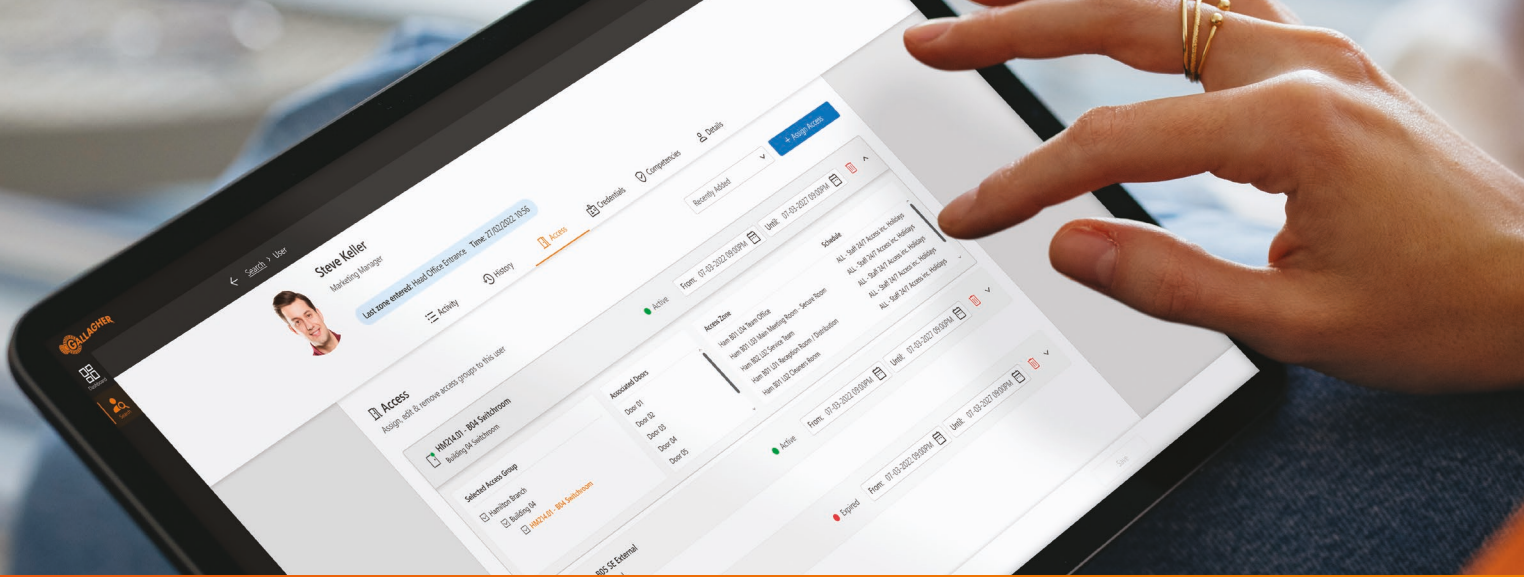 GALLAGHER
Dashboard
Search
Search > User
Steve Keller
Marketing Manager
Last zone entered: Head Office Entrance Time: 27/02/2022 10:56
Activity
History
Access
Credentials
Competencies
Details
Access
Assign, edit & remove access groups to this user
Recently Added
+ Assign Access
HM214.01 - B04 Switchroom
Building 04 Switchroom
Active
From: 07-03-2022 09:00PM
Until: 07-03-2027 09:00PM
Selected Access Group
Hamilton Branch
Building 04
HM214.01 - B04 Switchroom
Associated Doors
Door 01
Door 02
Door 03
Door 04
Door 05
Access Zone
Ham B01 L04 Team Office
Ham B01 L03 Main Meeting Room - Secure Room
Ham B02 L02 Service Team
Ham B01 L01 Reception Room / Distribution
Ham B01 L02 Cleaners Room
Schedule
ALL - Staff 24/7 Access inc. Holidays
ALL - Staff 24/7 Access inc. Holidays
ALL - Staff 24/7 Access inc. Holidays
ALL - Staff 24/7 Access inc. Holidays
ALL - Staff 24/7 Access inc. Holidays
Active
From: 07-03-2022 09:00PM
Until: 07-03-2027 09:00PM
B05 SE External
Expired
From: 07-03-2022 09:00PM
Until: 07-03-2027 09:00PM
Save